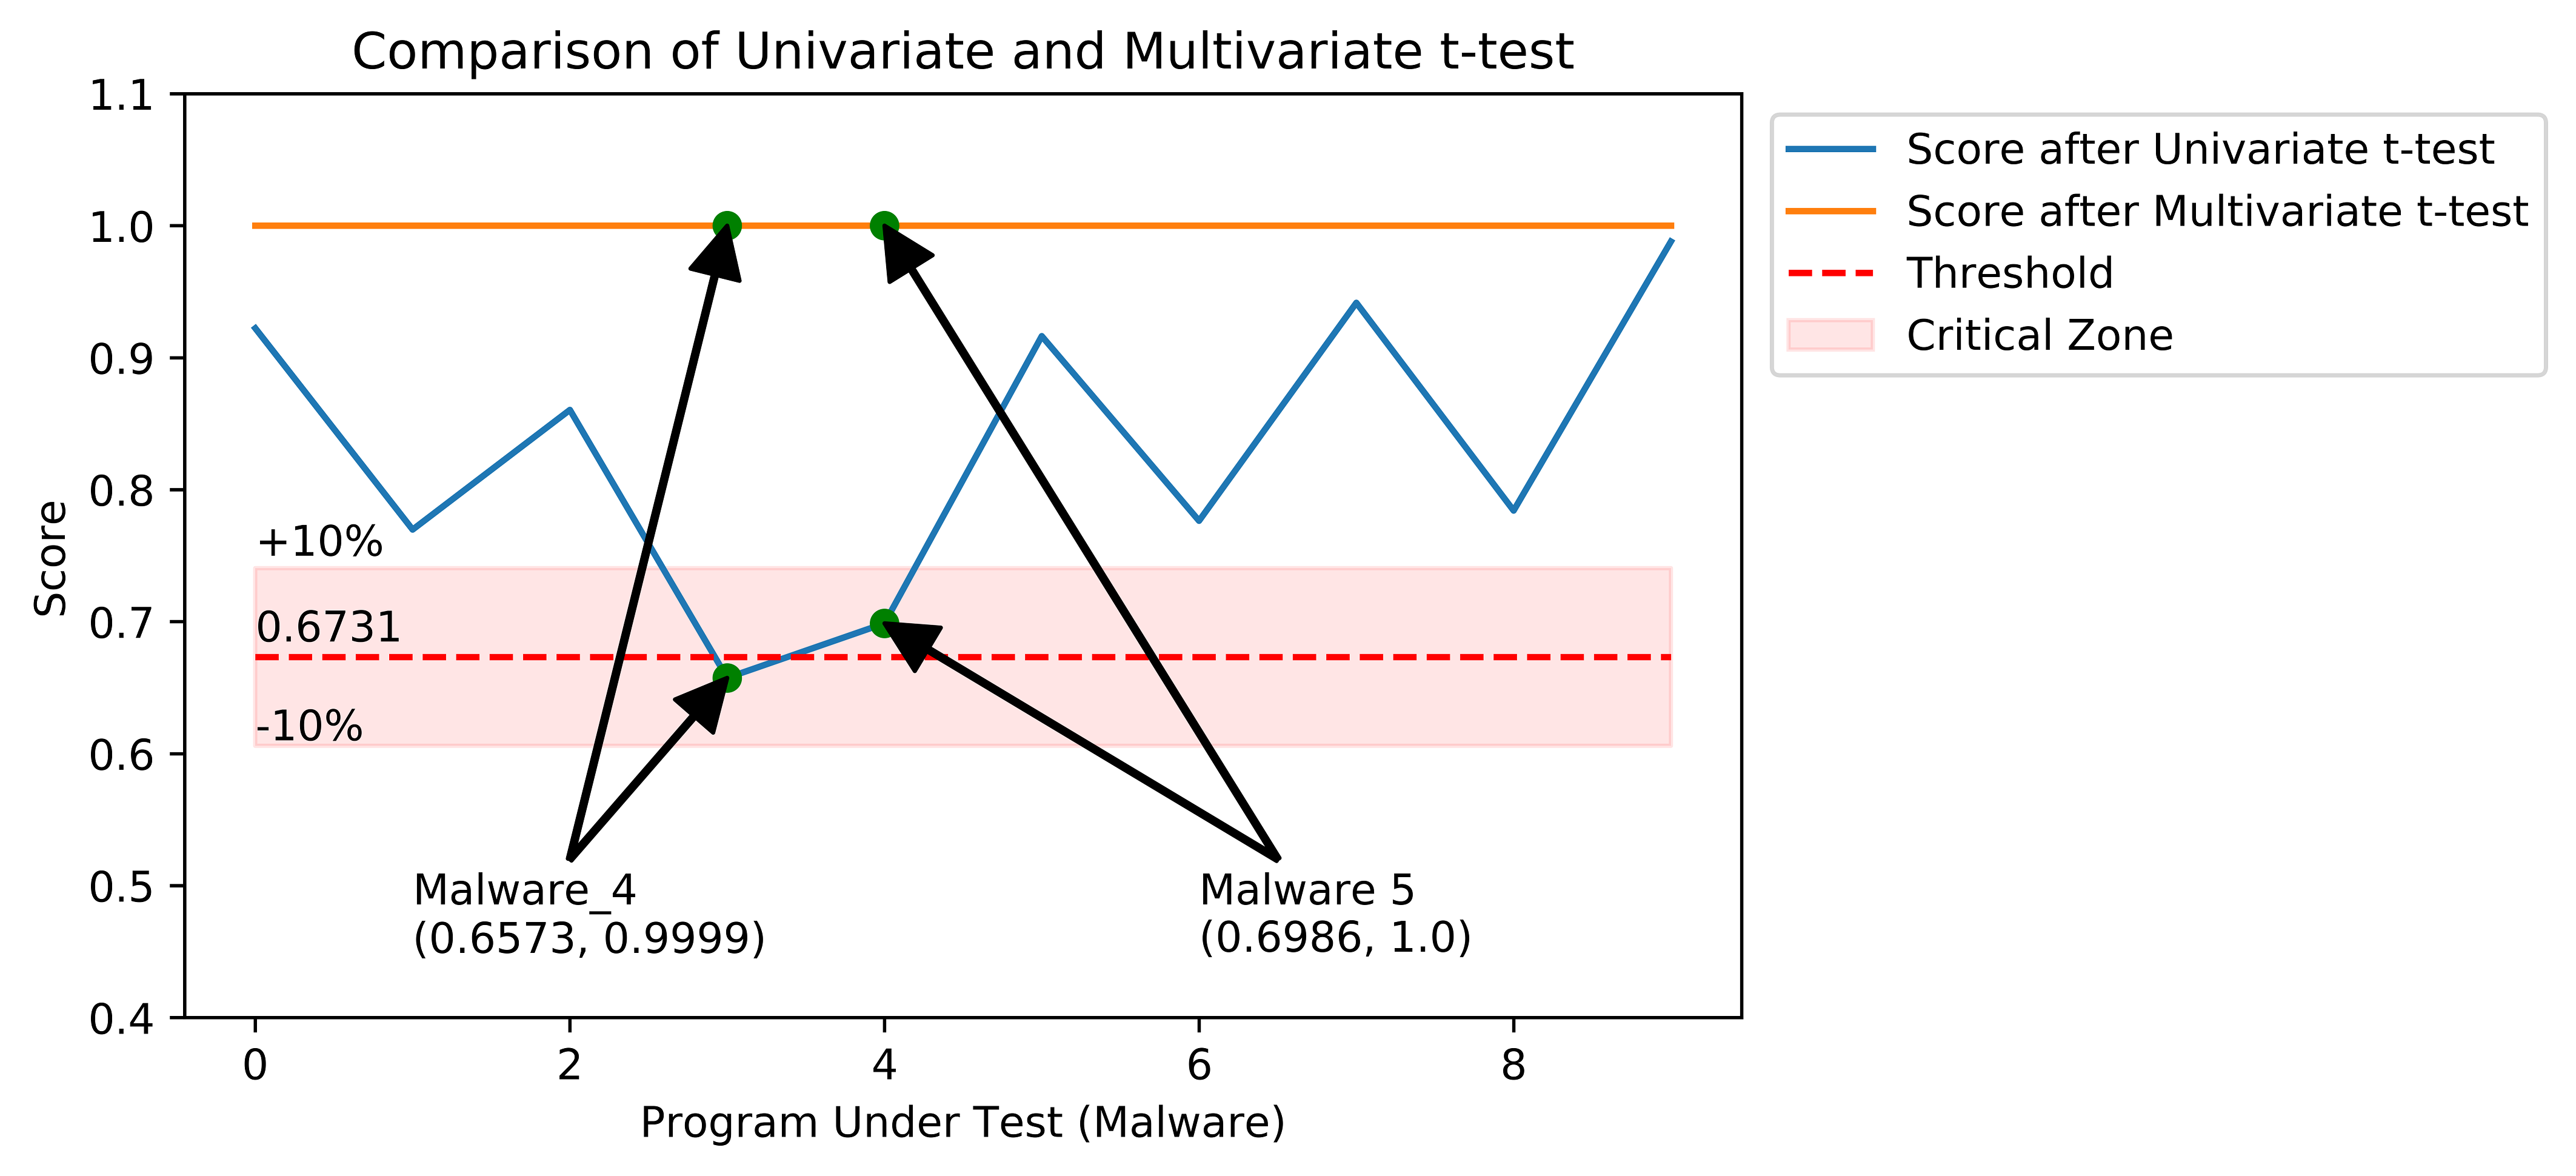 Comparison of Univariate and Multivariate t-test
1.1
1.0
0.9
0.8
0.7
0.6
0.5
0.4
Score
+10%
0.6731
-10%
Malware_4
(0.6573, 0.9999)
Malware 5
(0.6986, 1.0)
0 2 4 6 8
Program Under Test (Malware)
Score after Univariate t-test
Score after Multivariate t-test
Threshold
Critical Zone